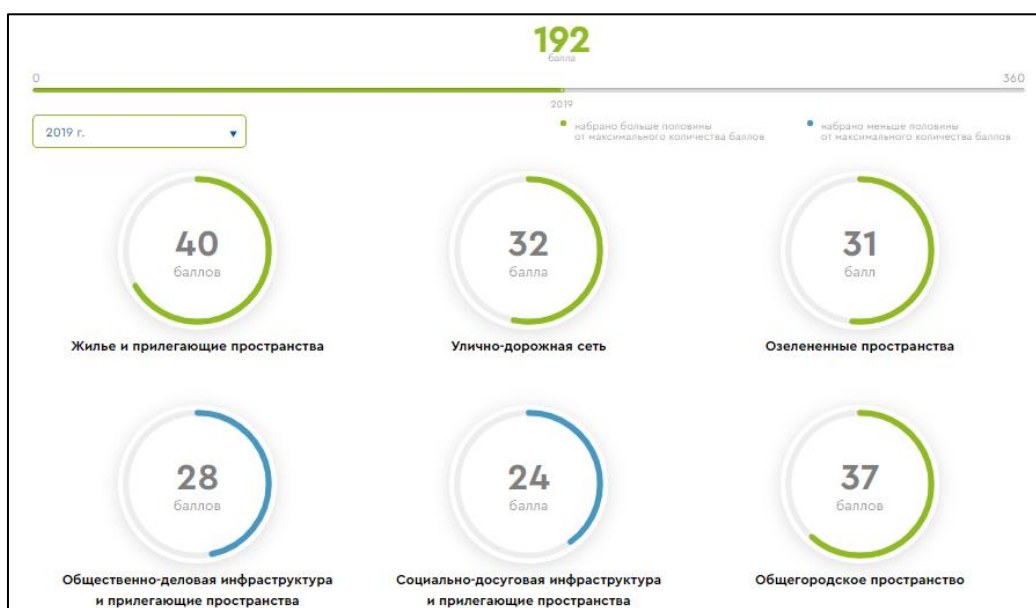 192
балла
0
360
2019
2019 г.
набрано больше половины
от максимального количества баллов
набрано меньше половины
от максимального количества баллов
40
баллов
Жилье и прилегающие пространства
32
балла
Улично-дорожная сеть
31
балл
Озелененные пространства
28
баллов
Общественно-деловая инфраструктура
и прилегающие пространства
24
балла
Социально-досуговая инфраструктура
и прилегающие пространства
37
баллов
Общегородское пространство